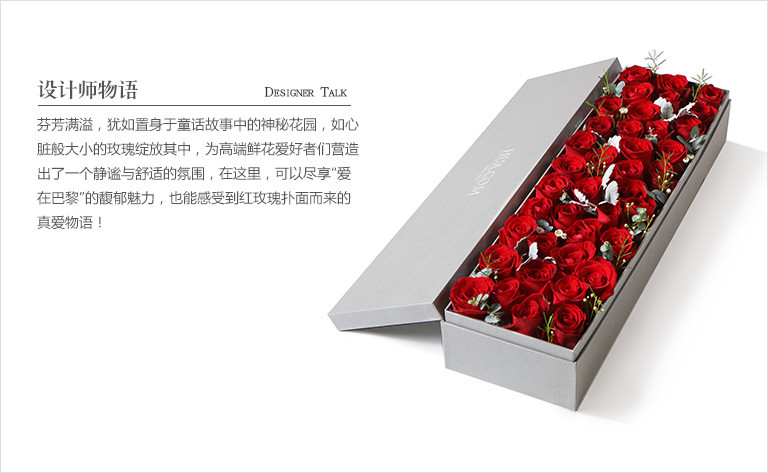 设计师物语
DESIGNER TALK
芬芳满溢，犹如置身于童话故事中的神秘花园，如心
脏般大小的玫瑰绽放其中，为高端鲜花爱好者们营造
出了一个静谧与舒适的氛围，在这里，可以尽享“爱
在巴黎”的馥郁魅力，也能感受到红玫瑰扑面而来的
真爱物语！